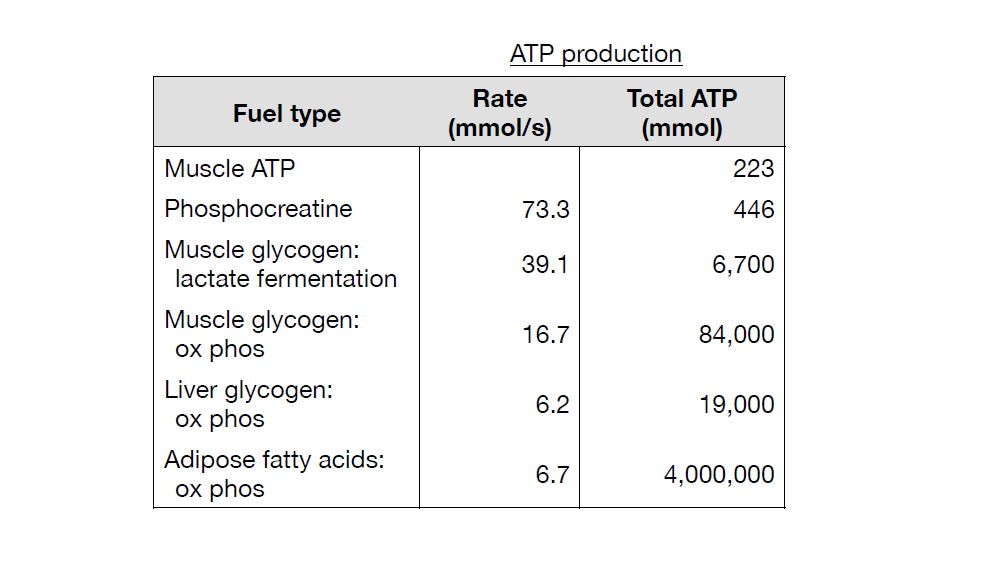 ATP production
Fuel type
Rate
(mmol/s)
Total ATP
(mmol)
Muscle ATP 223
Phosphocreatine 73.3 446
Muscle glycogen:
lactate fermentation 39.1 6,700
Muscle glycogen:
ox phos 16.7 84,000
Liver glycogen:
ox phos 6.2 19,000
Adipose fatty acids:
ox phos 6.7 4,000,000